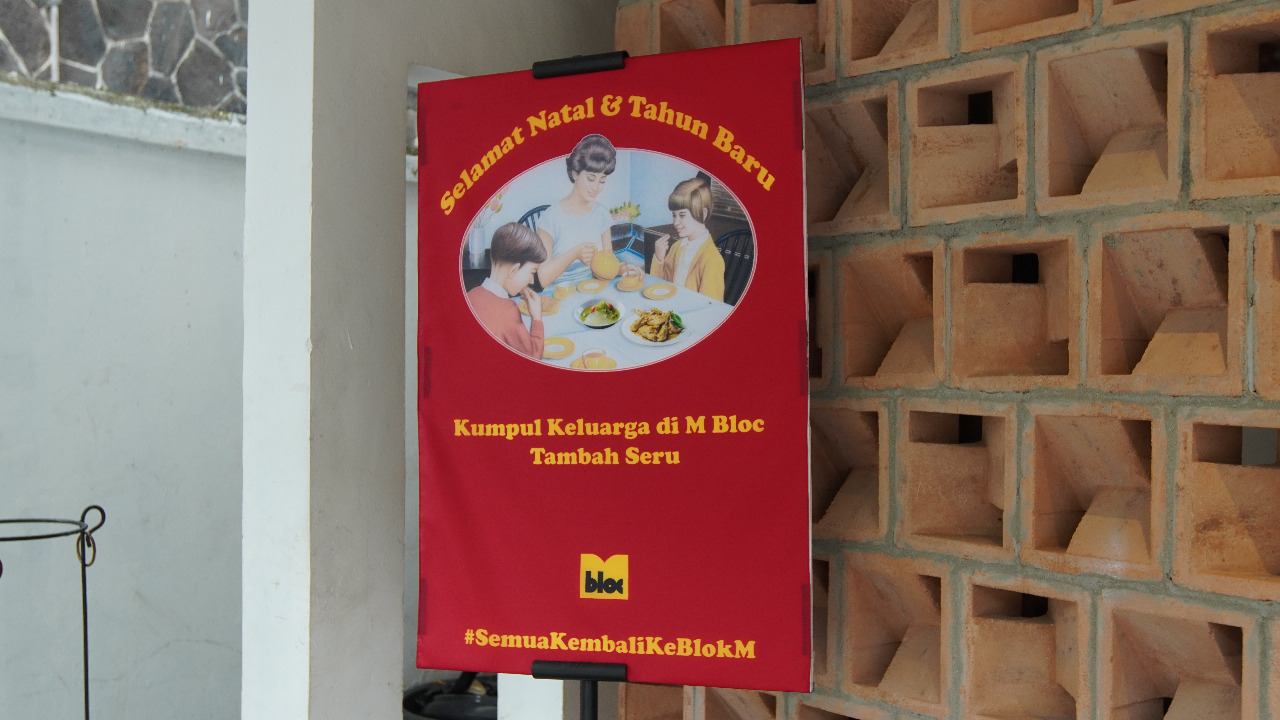 Selamat Natal & Tahun Baru
Kumpul Keluarga di M Bloc
Tambah Seru
M
bloc
#SemuaKembaliKeBlokM